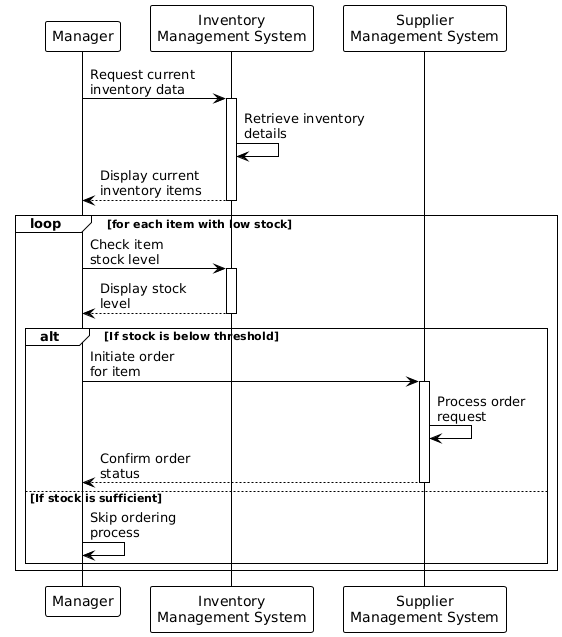 Manager
Inventory
Management System
Supplier
Management System
Request current
inventory data
Retrieve inventory
details
Display current
inventory items
loop
[for each item with low stock]
Check item
stock level
Display stock
level
alt
[If stock is below threshold]
Initiate order
for item
Process order
request
Confirm order
status
[If stock is sufficient]
Skip ordering
process
Manager
Inventory
Management System
Supplier
Management System